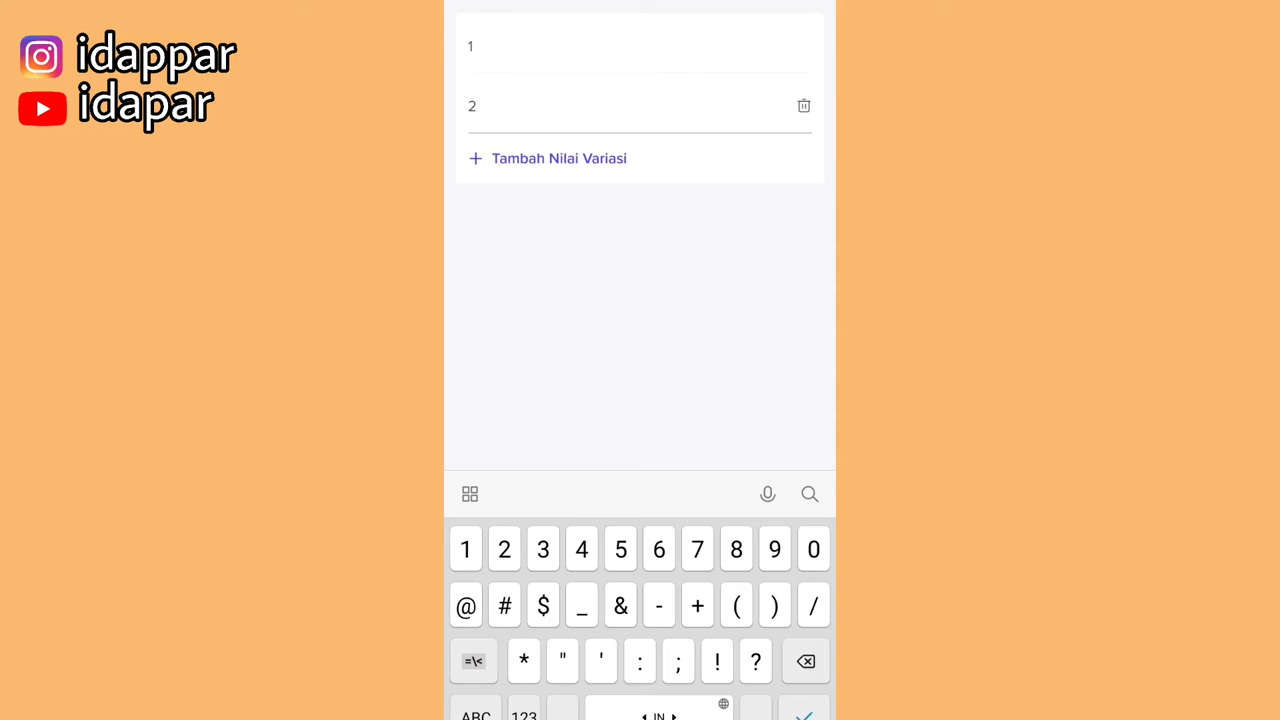 idappar
idapar
1
2
+ Tambah Nilai Variasi
1 2 3 4 5 6 7 8 9 0
@ # $ _ & - + ( ) /
=\< * " ' : ; ! ?
ABC 123 IN